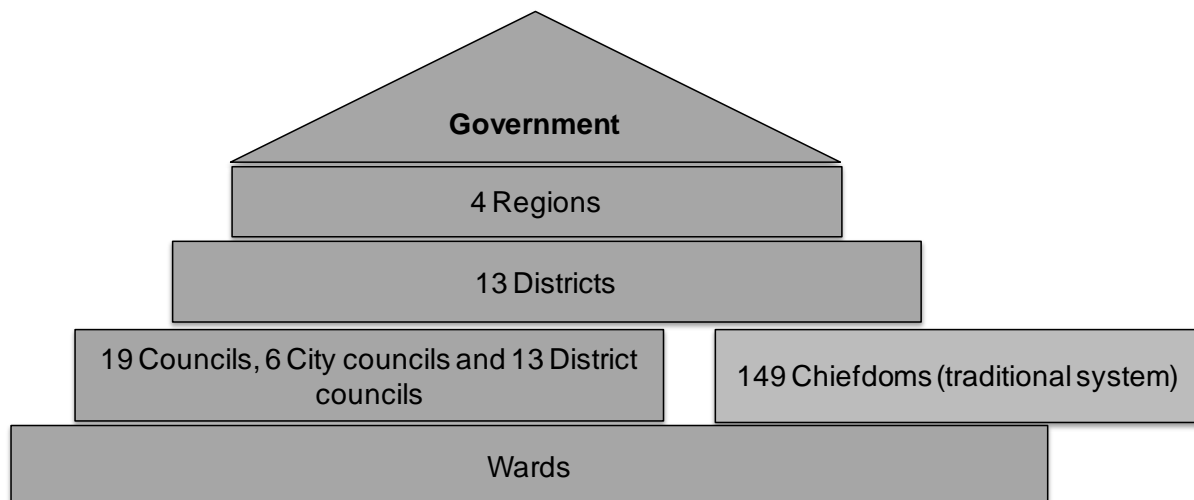 Government
4 Regions
13 Districts
19 Councils, 6 City councils and 13 District
councils
149 Chiefdoms (traditional system)
Wards